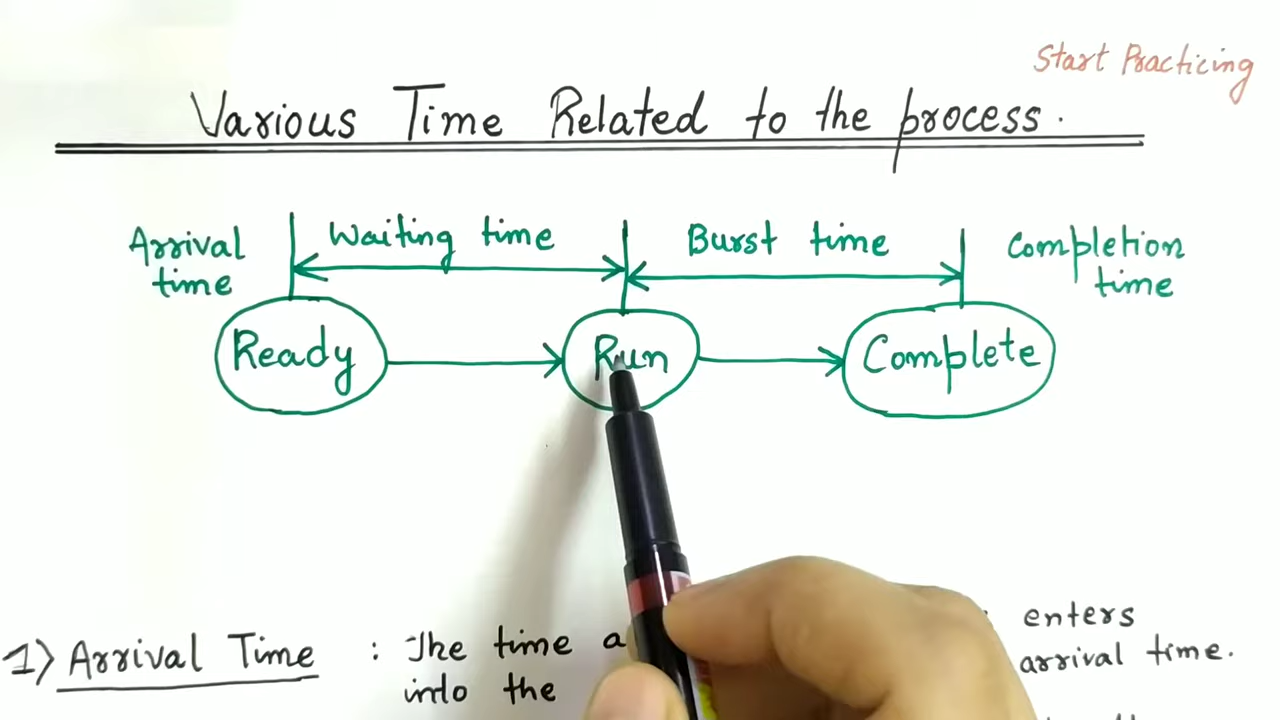 Start Practicing
Various Time Related to the process.
Arrival time
Waiting time
Burst time
Completion time
Ready
Run
Complete
1) Arrival Time : The time a enters
into the arrival time.